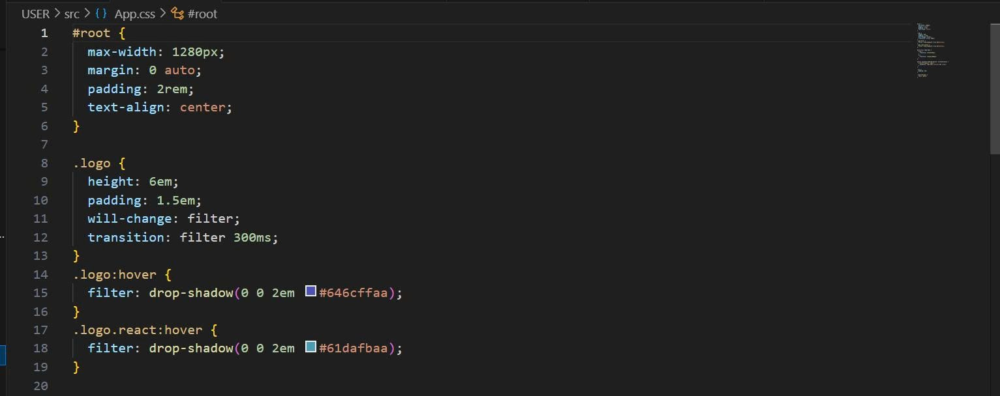 USER > src > {} App.css > #root
1 #root {
2   max-width: 1280px;
3   margin: 0 auto;
4   padding: 2rem;
5   text-align: center;
6 }
7
8 .logo {
9   height: 6em;
10   padding: 1.5em;
11   will-change: filter;
12   transition: filter 300ms;
13 }
14 .logo:hover {
15   filter: drop-shadow(0 0 2em #646cffaa);
16 }
17 .logo.react:hover {
18   filter: drop-shadow(0 0 2em #61dafbaa);
19 }
20